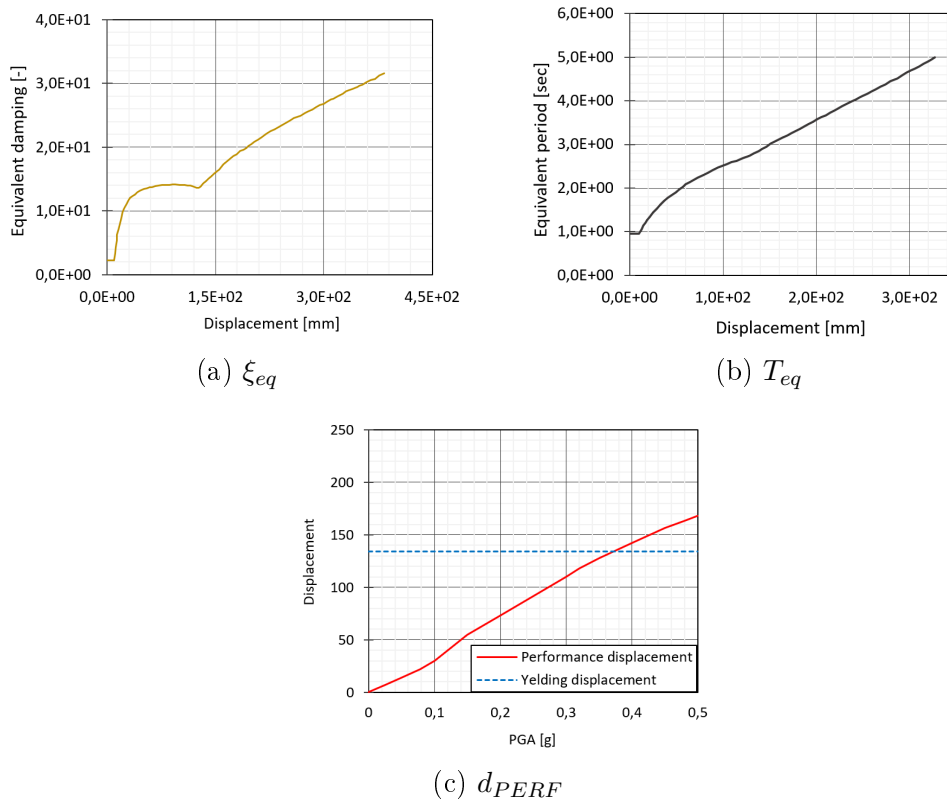 4,0E+01
3,0E+01
2,0E+01
1,0E+01
0,0E+00
Equivalent damping [-]
0,0E+00 1,5E+02 3,0E+02 4,5E+02
Displacement [mm]
(a) ξeq
6,0E+00
5,0E+00
4,0E+00
3,0E+00
2,0E+00
1,0E+00
0,0E+00
Equivalent period [sec]
0,0E+00 1,0E+02 2,0E+02 3,0E+02
Displacement [mm]
(b) Teq
250
200
150
100
50
0
Displacement
Performance displacement
Yelding displacement
0 0,1 0,2 0,3 0,4 0,5
PGA [g]
(c) dPERF